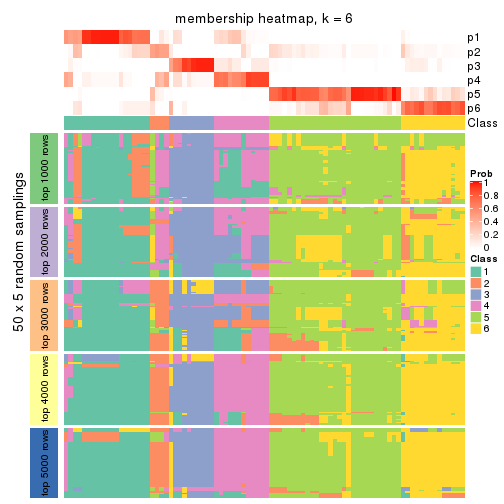 membership heatmap, k = 6
p1
p2
p3
p4
p5
p6
Class
50 x 5 random samplings
top 1000 rows
top 2000 rows
top 3000 rows
top 4000 rows
top 5000 rows
Prob
1
0.8
0.6
0.4
0.2
0
Class
1
2
3
4
5
6